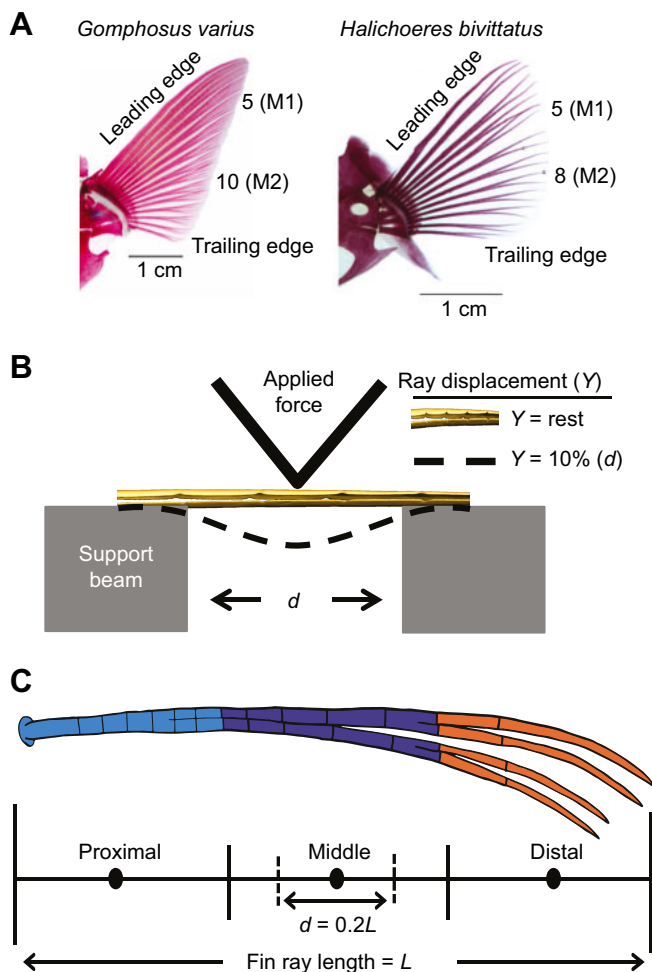 A
Gomphosus varius
Halichoeres bivittatus
Leading edge
5 (M1)
10 (M2)
Trailing edge
1 cm
Leading edge
5 (M1)
8 (M2)
Trailing edge
1 cm
B
Applied
force
Ray displacement (Y)
Y = rest
Y = 10% (d)
Support
beam
d
C
Proximal
Middle
Distal
d = 0.2L
Fin ray length = L